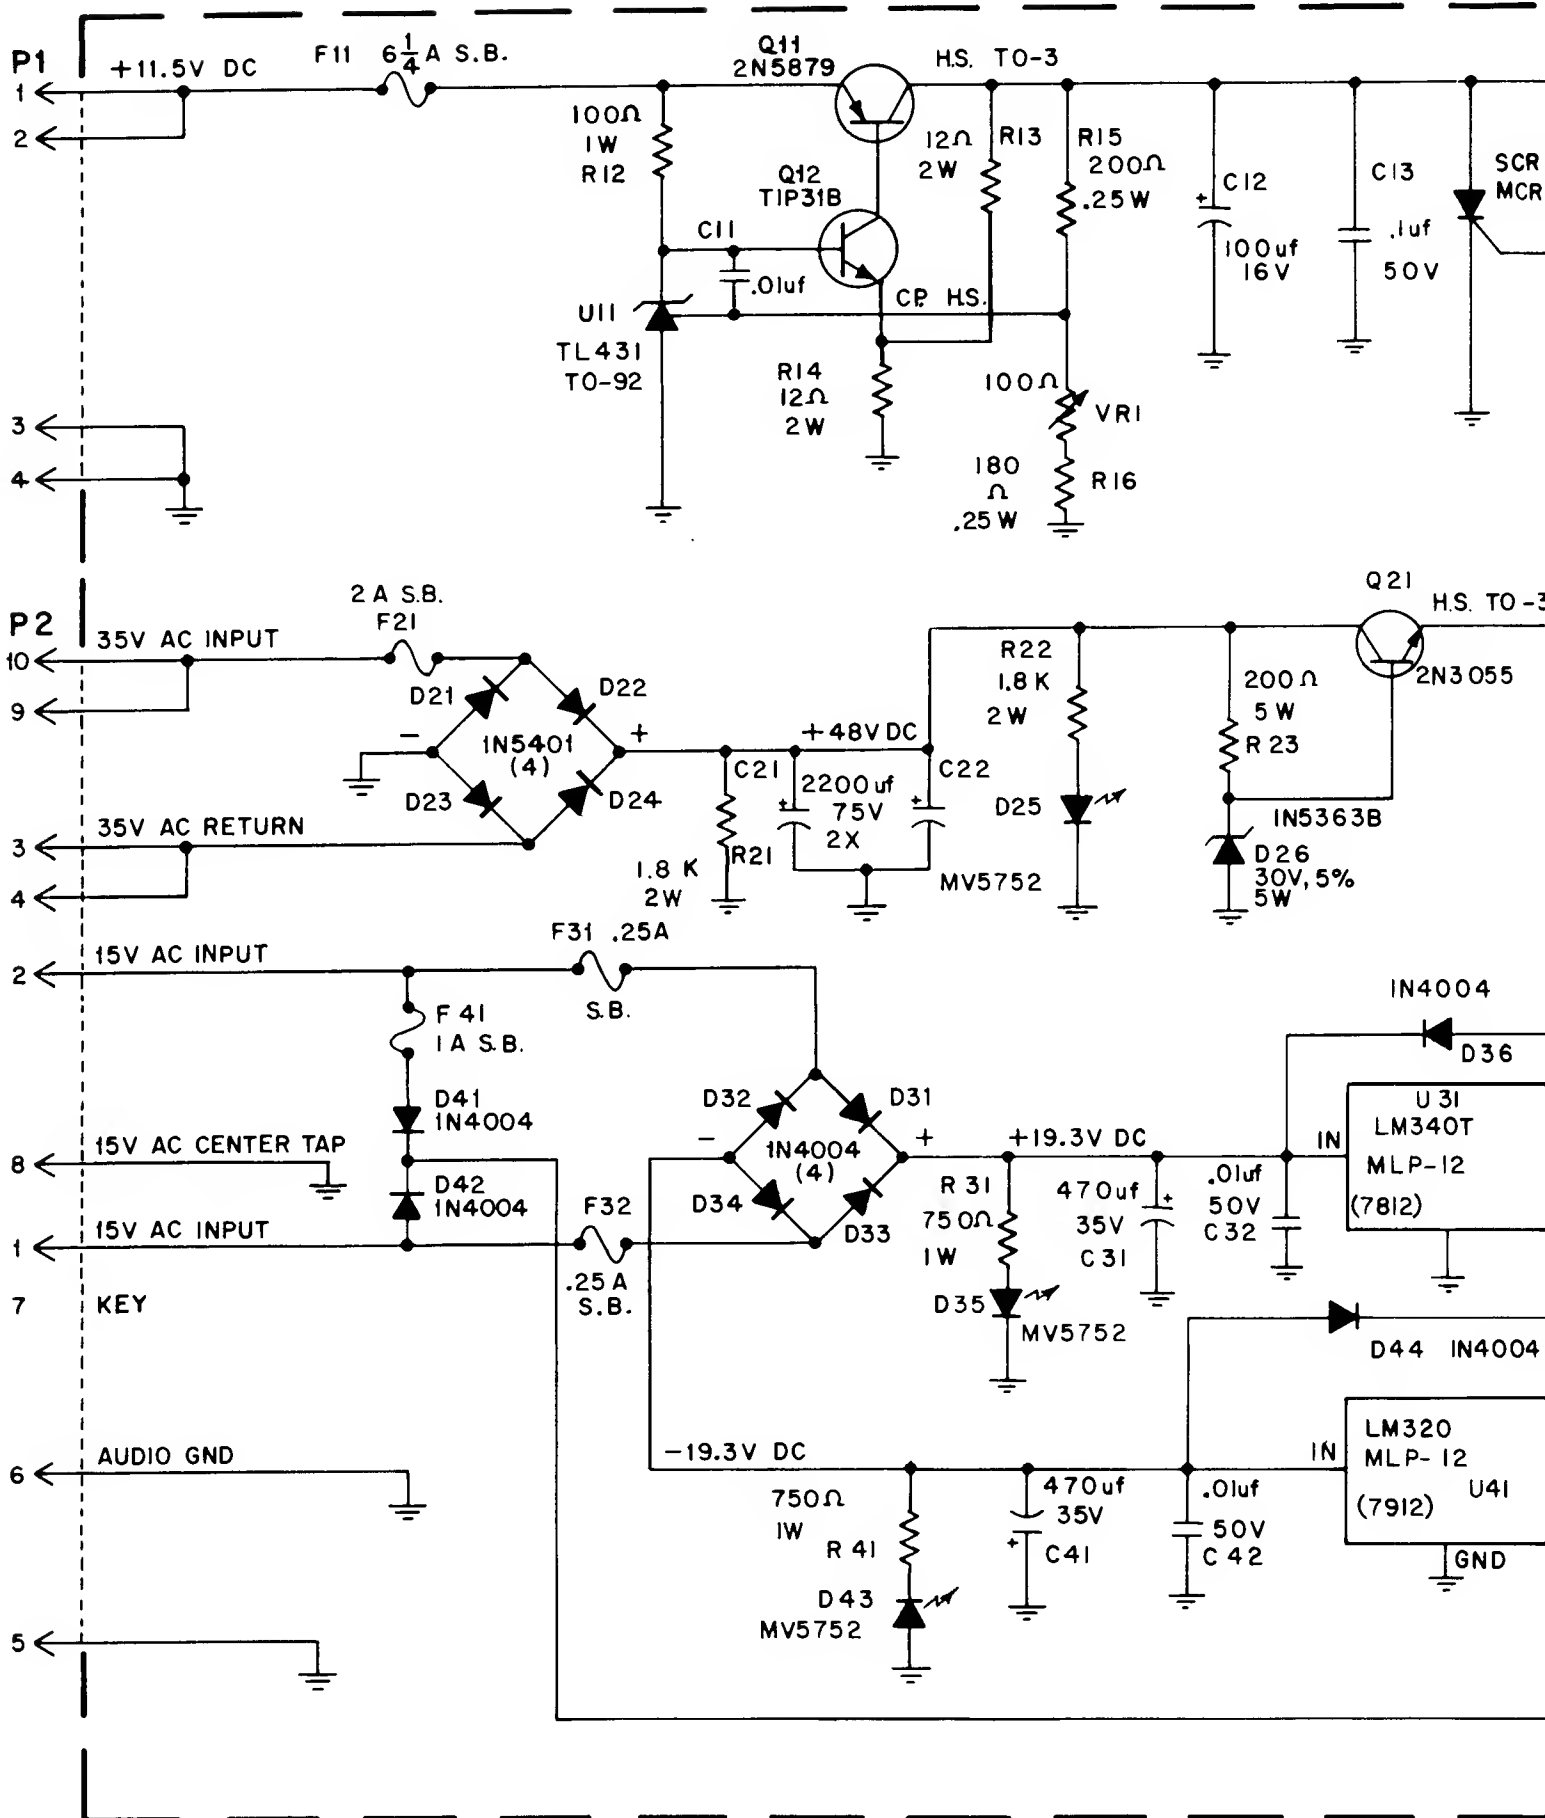 P1
+11.5V DC
F11 6 1/4 A S.B.
Q11
2N5879
H.S. TO-3
1
2
100Ω
1W
R12
Q12
TIP31B
12Ω
2W
R13
R15
200Ω
.25W
C12
+
100uf
16V
C13
.1uf
50V
SCR
MCR
C11
.01uf
CP. H.S.
U11
TL431
TO-92
R14
12Ω
2W
100Ω
VR1
3
4
180
Ω
.25W
R16
P2
2 A S.B.
F21
35V AC INPUT
10
9
D21
D22
1N5401
(4)
-
+
D23
D24
35V AC RETURN
3
4
+48V DC
C21
+
2200uf
75V
2X
C22
+
R21
1.8 K
2W
R22
1.8 K
2W
D25
MV5752
Q21
H.S. TO-3
2N3055
200Ω
5 W
R 23
1N5363B
D26
30V, 5%
5W
F31 .25A
S.B.
15V AC INPUT
2
F 41
1A S.B.
D41
1N4004
15V AC CENTER TAP
8
D42
1N4004
15V AC INPUT
1
F32
.25A
S.B.
7
KEY
D32
D31
1N4004
(4)
-
+
D34
D33
+19.3V DC
R 31
750Ω
1W
D35
MV5752
470uf
35V
C31
+
.01uf
50V
C32
1N4004
D36
IN
U 31
LM340T
MLP-12
(7812)
D44 1N4004
AUDIO GND
6
-19.3V DC
750Ω
1W
R 41
D43
MV5752
470uf
35V
+
C41
.01uf
50V
C 42
IN
LM320
MLP-12
U41
(7912)
GND
5